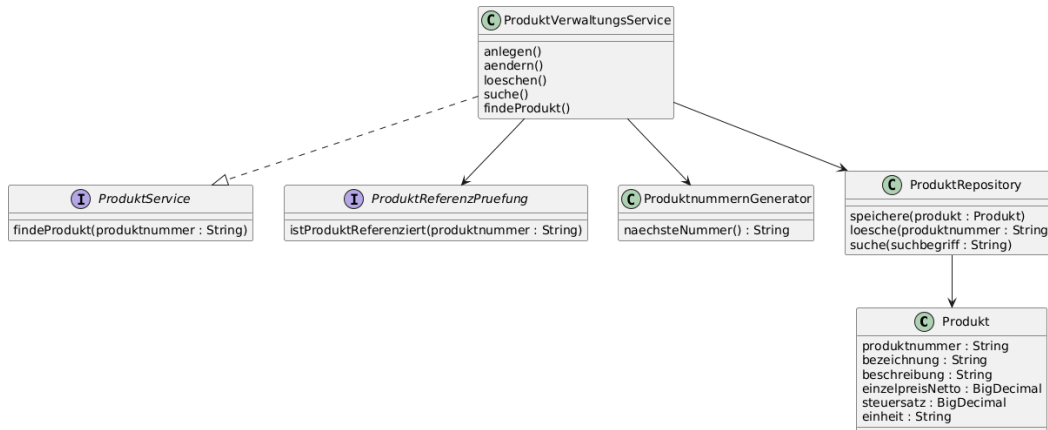 C ProduktVerwaltungsService
anlegen()
aendern()
loeschen()
suche()
findeProdukt()
I ProduktService
findeProdukt(produktnummer : String)
I ProduktReferenzPruefung
istProduktReferenziert(produktnummer : String)
C ProduktnummernGenerator
naechsteNummer() : String
C ProduktRepository
speichere(produkt : Produkt)
loesche(produktnummer : String
suche(suchbegriff : String)
C Produkt
produktnummer : String
bezeichnung : String
beschreibung : String
einzelpreisNetto : BigDecimal
steuersatz : BigDecimal
einheit : String